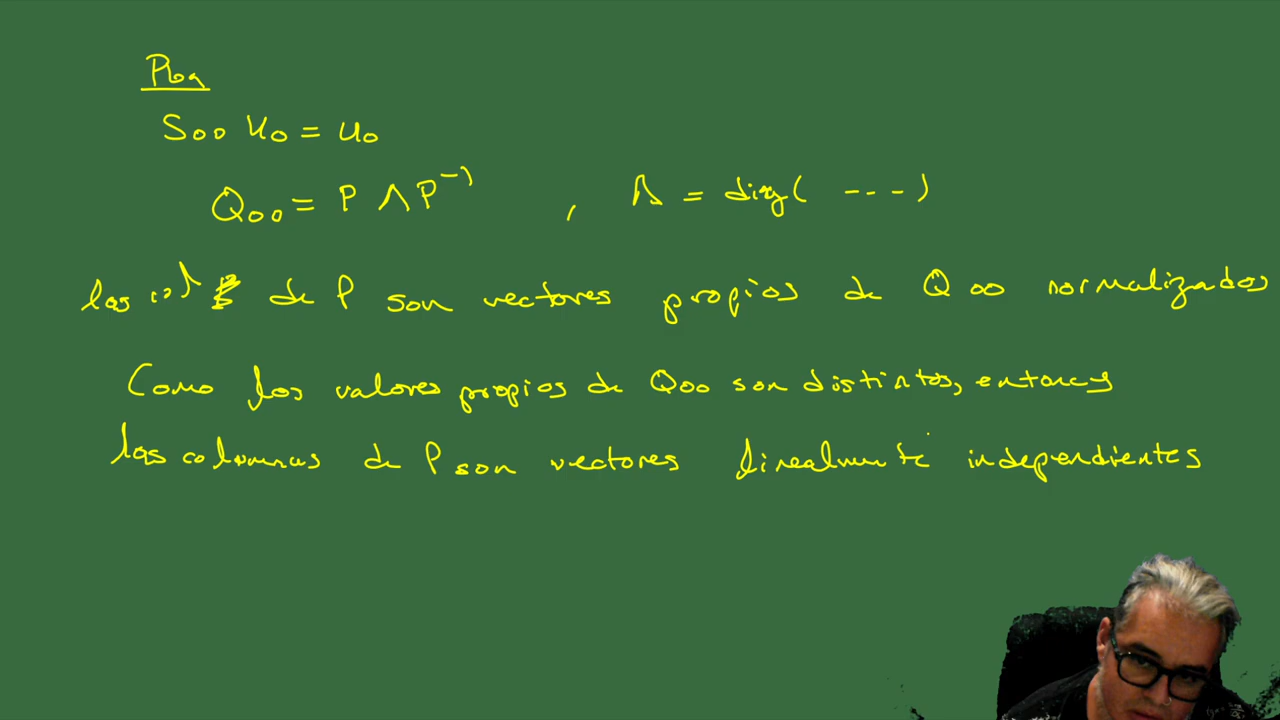 Pba
S₀₀ u₀ = u₀
Q₀₀ = P Λ P⁻¹ , Λ = diag( --- )
las col de P son vectores propios de Q₀₀ normalizados
Como los valores propios de Q₀₀ son distintos, entonces
las columnas de P son vectores linealmente independientes